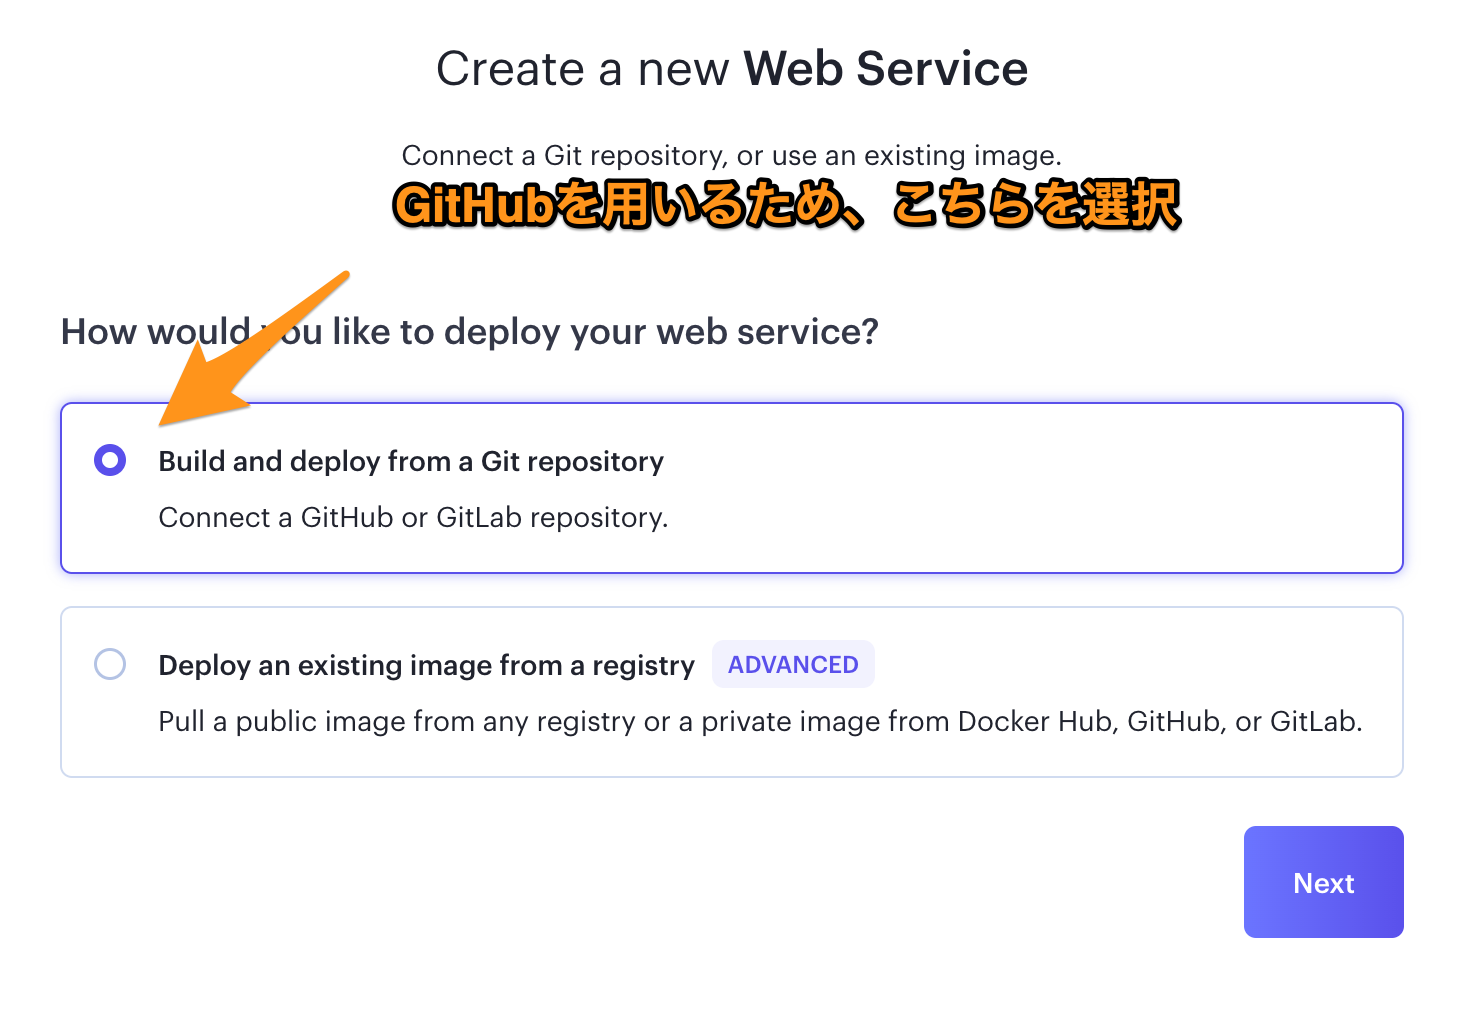 Create a new Web Service
Connect a Git repository, or use an existing image.
GitHubを用いるため、こちらを選択
How would you like to deploy your web service?
Build and deploy from a Git repository
Connect a GitHub or GitLab repository.
Deploy an existing image from a registry ADVANCED
Pull a public image from any registry or a private image from Docker Hub, GitHub, or GitLab.
Next